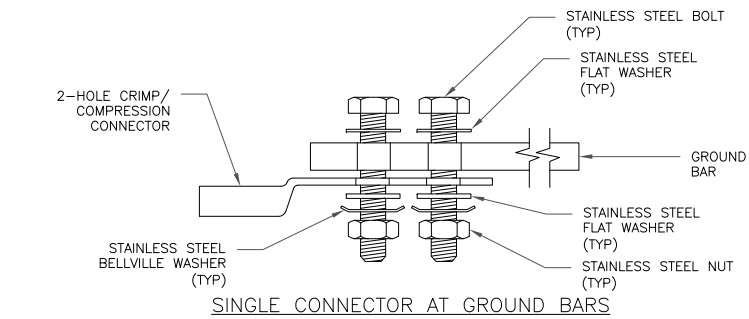 STAINLESS STEEL BOLT
(TYP)
STAINLESS STEEL
FLAT WASHER
(TYP)
2-HOLE CRIMP/
COMPRESSION
CONNECTOR
GROUND
BAR
STAINLESS STEEL
FLAT WASHER
(TYP)
STAINLESS STEEL
BELLVILLE WASHER
(TYP)
STAINLESS STEEL NUT
(TYP)
SINGLE CONNECTOR AT GROUND BARS